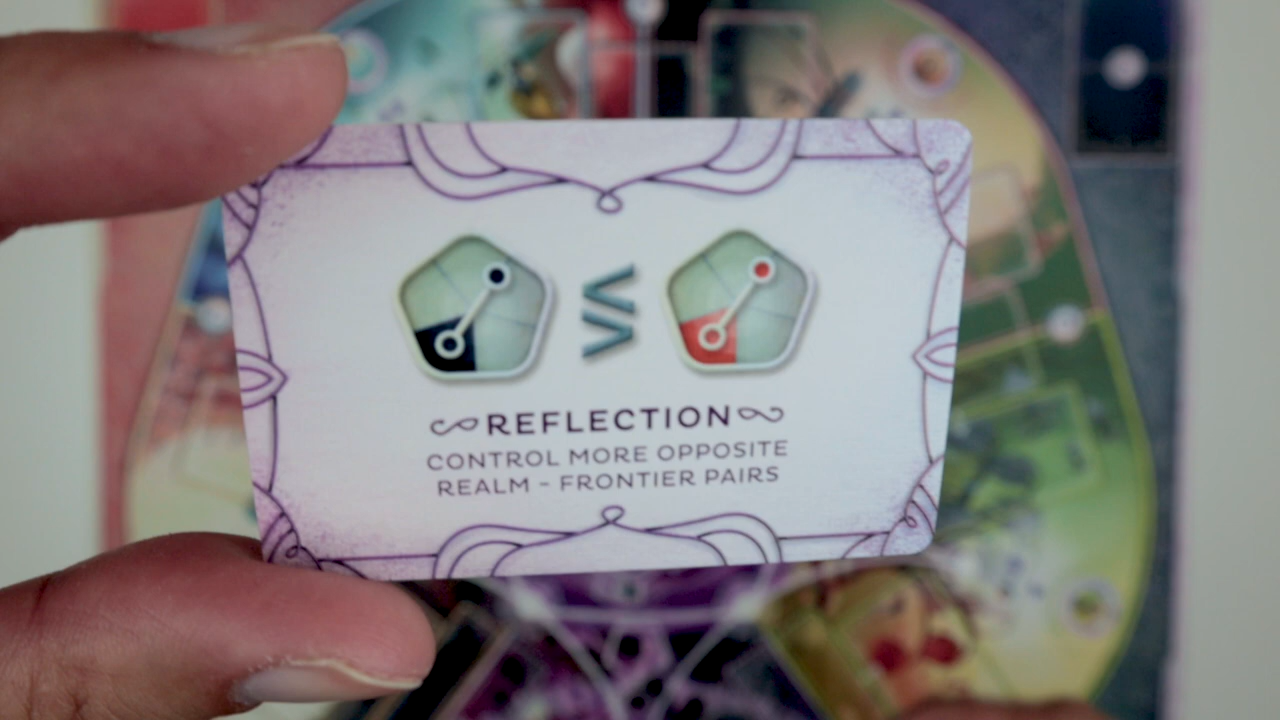 REFLECTION
CONTROL MORE OPPOSITE
REALM - FRONTIER PAIRS